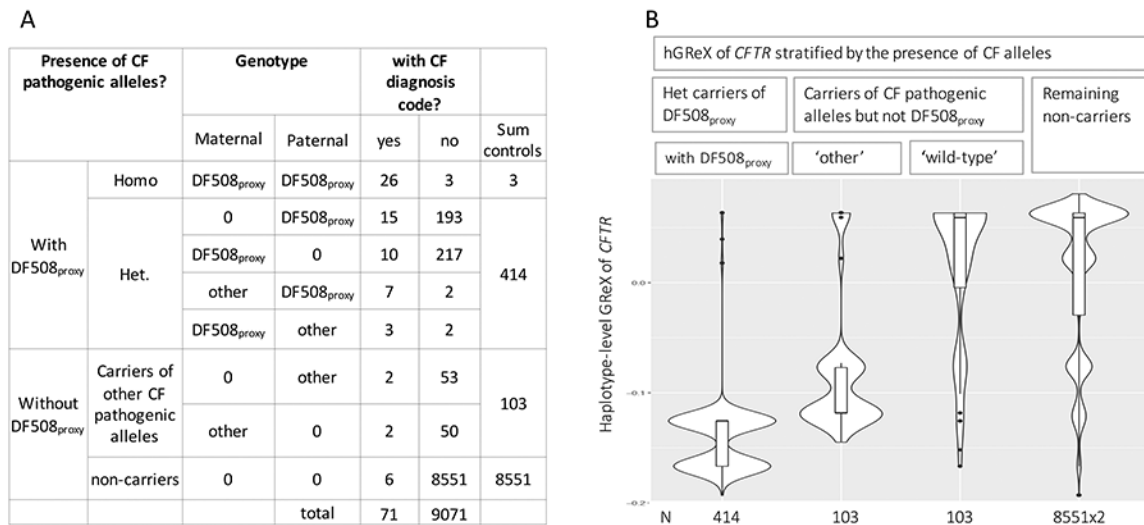 A
Presence of CF pathogenic alleles?
Genotype
with CF diagnosis code?
Maternal
Paternal
yes
no
Sum controls
With DF508proxy
Homo
DF508proxy DF508proxy 26 3 3
Het.
0 DF508proxy 15 193
DF508proxy 0 10 217
414
other DF508proxy 7 2
DF508proxy other 3 2
Without DF508proxy
Carriers of other CF pathogenic alleles
0 other 2 53
103
other 0 2 50
non-carriers 0 0 6 8551 8551
total 71 9071
B
hGReX of CFTR stratified by the presence of CF alleles
Het carriers of DF508proxy
Carriers of CF pathogenic alleles but not DF508proxy
Remaining non-carriers
with DF508proxy
'other'
'wild-type'
Haplotype-level GReX of CFTR
0.0
-0.1
-0.2
N 414 103 103 8551x2